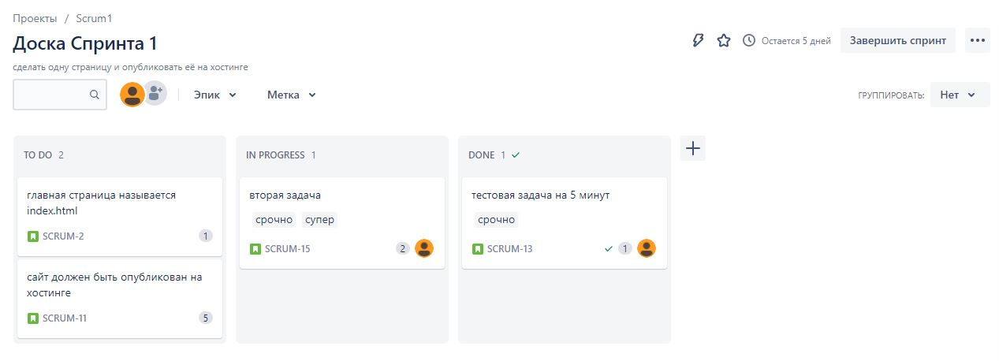 Проекты / Scrum1
Доска Спринта 1
Остается 5 дней
Завершить спринт
сделать одну страницу и опубликовать её на хостинге
Эпик
Метка
ГРУППИРОВАТЬ:
Нет
TO DO 2
главная страница называется
index.html
SCRUM-2
1
сайт должен быть опубликован на
хостинге
SCRUM-11
5
IN PROGRESS 1
вторая задача
срочно супер
SCRUM-15
2
DONE 1
тестовая задача на 5 минут
срочно
SCRUM-13
1